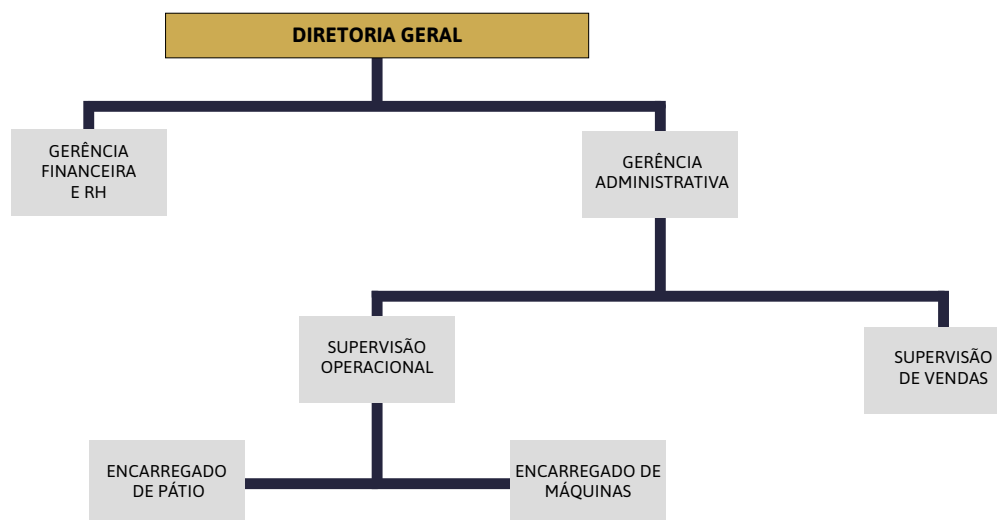 DIRETORIA GERAL
GERÊNCIA
FINANCEIRA
E RH
GERÊNCIA
ADMINISTRATIVA
SUPERVISÃO
OPERACIONAL
SUPERVISÃO
DE VENDAS
ENCARREGADO
DE PÁTIO
ENCARREGADO DE
MÁQUINAS